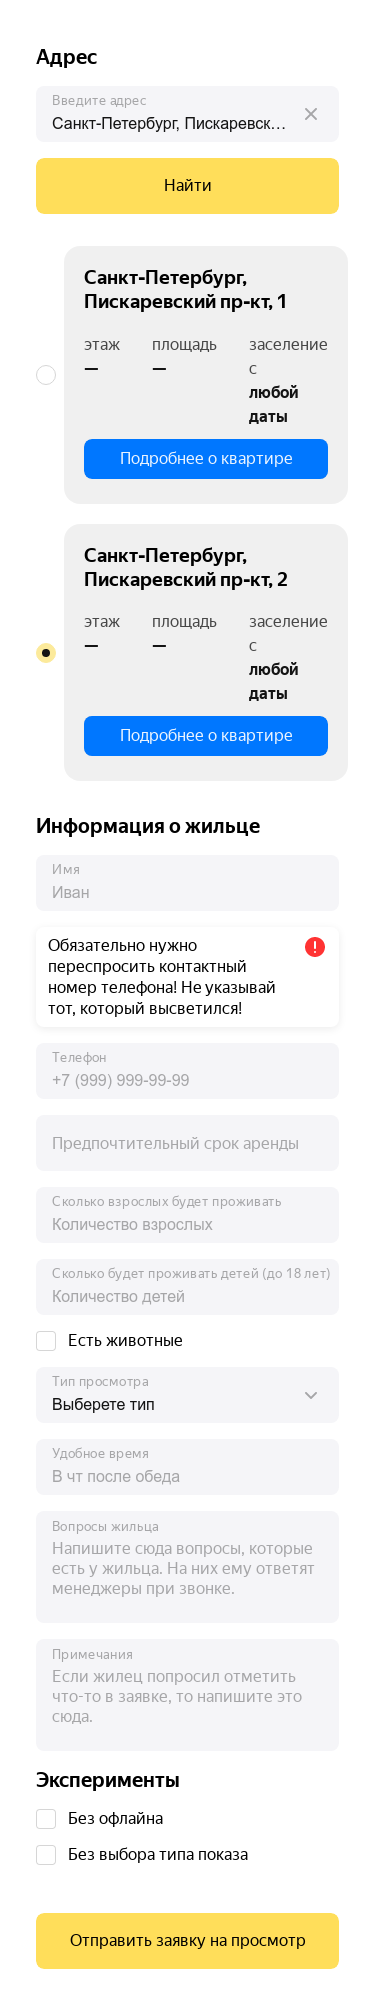 Адрес
Введите адрес
Санкт-Петербург, Пискаревск...
Найти
Санкт-Петербург,
Пискаревский пр-кт, 1
этаж площадь заселение
— — с
любой
даты
Подробнее о квартире
Санкт-Петербург,
Пискаревский пр-кт, 2
этаж площадь заселение
— — с
любой
даты
Подробнее о квартире
Информация о жильце
Имя
Иван
Обязательно нужно
переспросить контактный
номер телефона! Не указывай
тот, который высветился!
Телефон
+7 (999) 999-99-99
Предпочтительный срок аренды
Сколько взрослых будет проживать
Количество взрослых
Сколько будет проживать детей (до 18 лет)
Количество детей
Есть животные
Тип просмотра
Выберете тип
Удобное время
В чт после обеда
Вопросы жильца
Напишите сюда вопросы, которые
есть у жильца. На них ему ответят
менеджеры при звонке.
Примечания
Если жилец попросил отметить
что-то в заявке, то напишите это
сюда.
Эксперименты
Без офлайна
Без выбора типа показа
Отправить заявку на просмотр